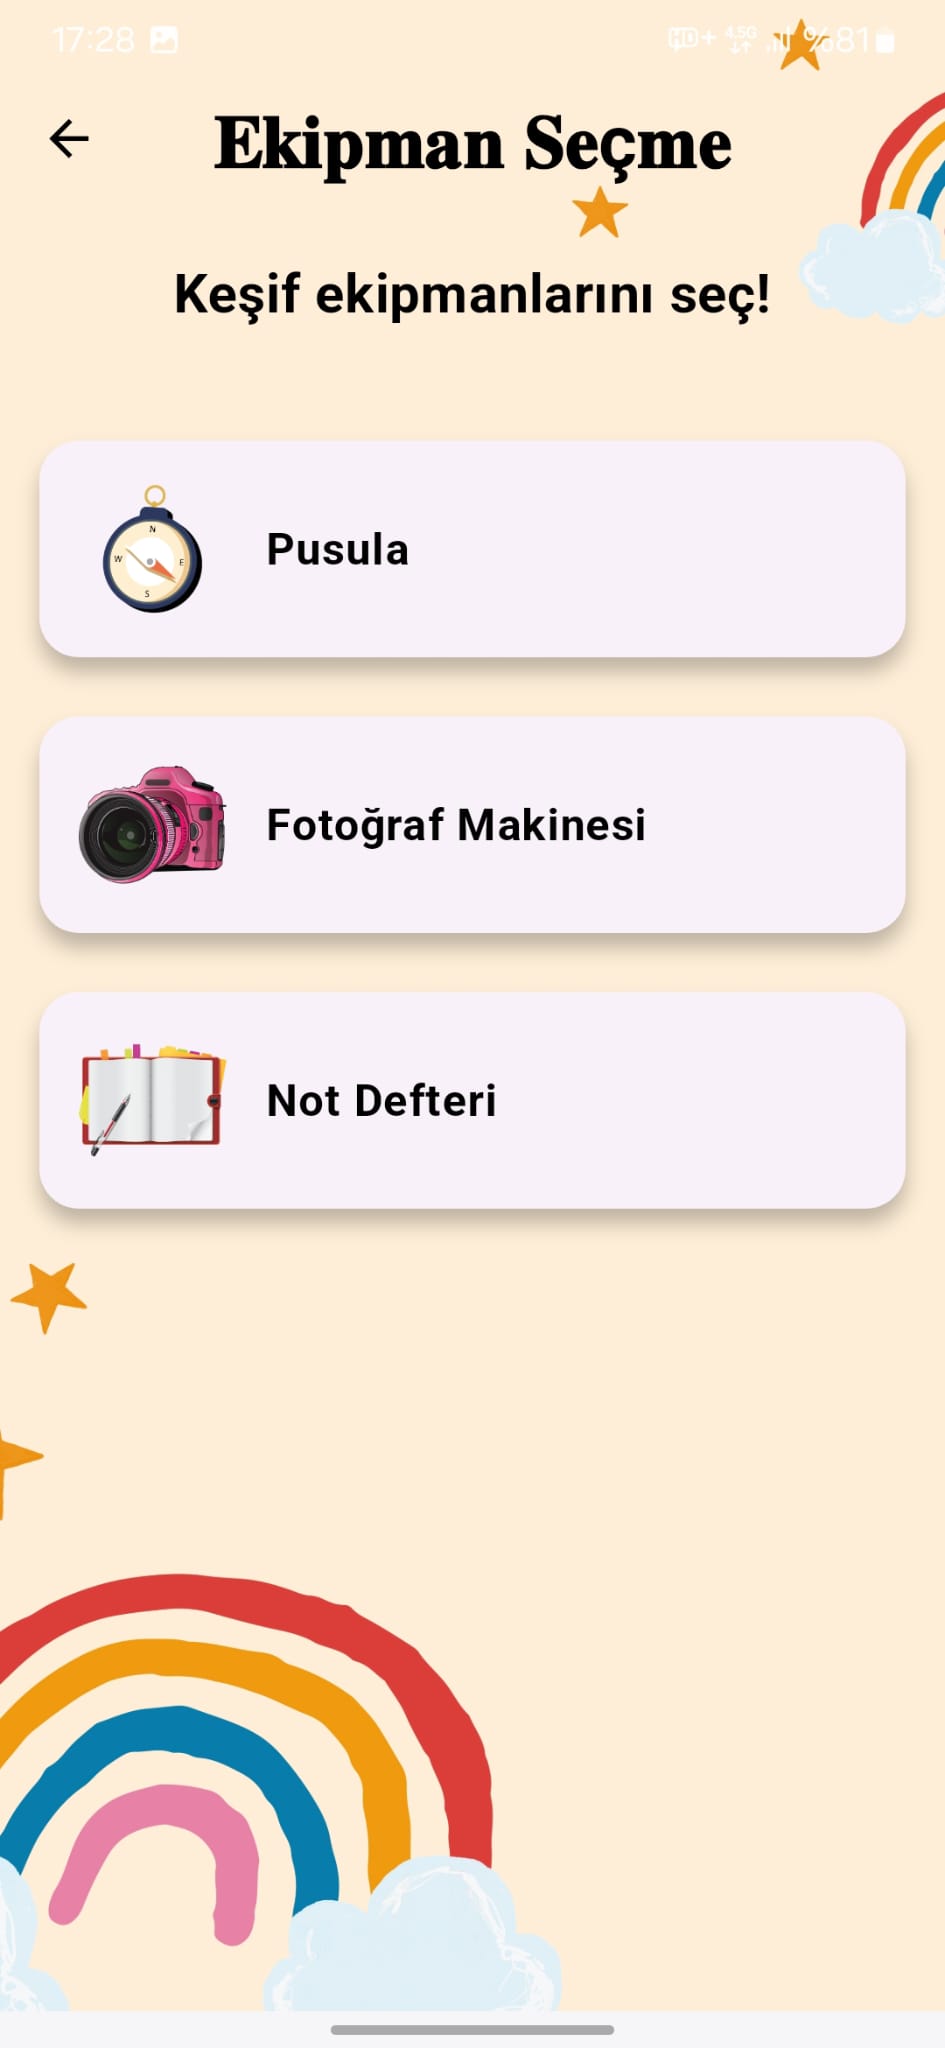 17:28 HD+ 4.5G %81
Ekipman Seçme
Keşif ekipmanlarını seç!
N
W E
S
Pusula
Fotoğraf Makinesi
Not Defteri